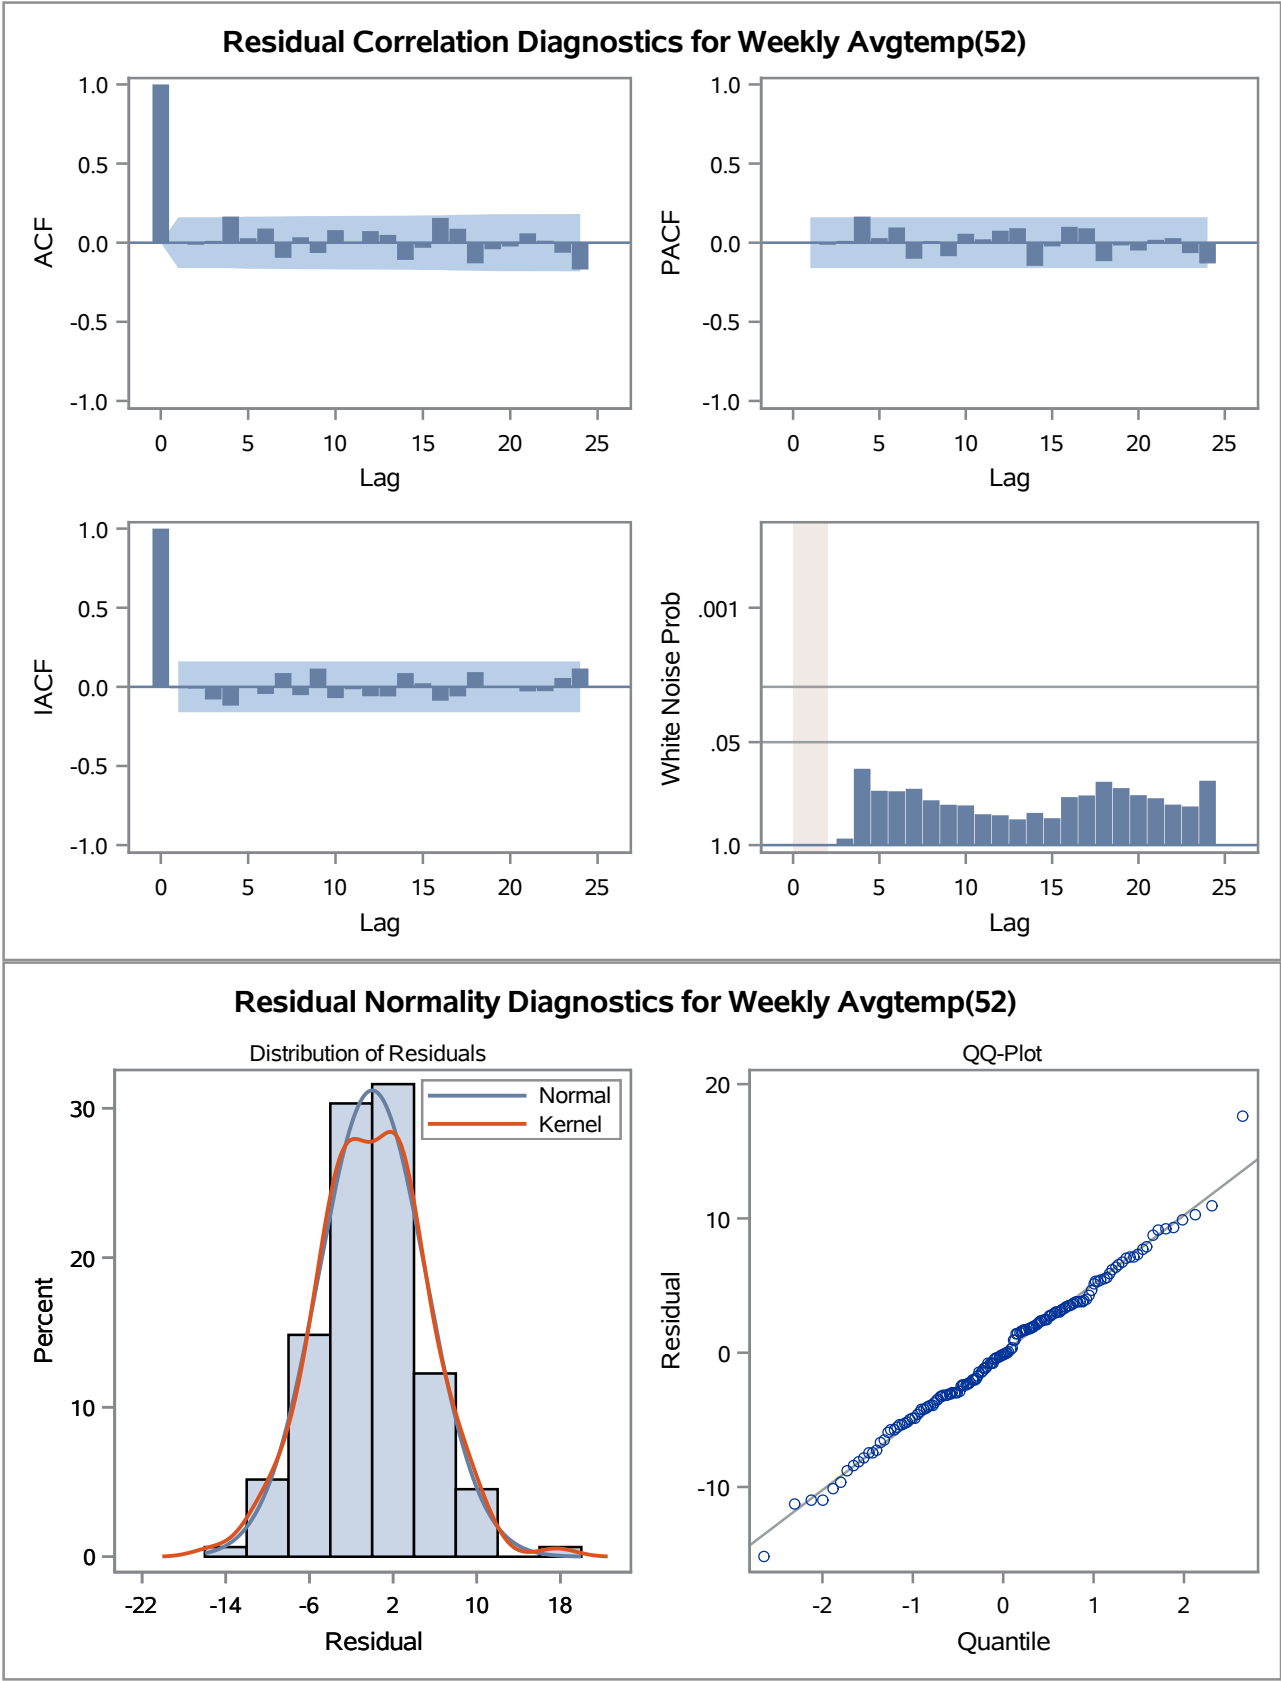 Residual Correlation Diagnostics for Weekly Avgtemp(52)
1.0
0.5
0.0
-0.5
-1.0
ACF
0 5 10 15 20 25
Lag
1.0
0.5
0.0
-0.5
-1.0
PACF
0 5 10 15 20 25
Lag
1.0
0.5
0.0
-0.5
-1.0
IACF
0 5 10 15 20 25
Lag
.001
.05
1.0
White Noise Prob
0 5 10 15 20 25
Lag
Residual Normality Diagnostics for Weekly Avgtemp(52)
Distribution of Residuals
Normal
Kernel
30
20
10
0
Percent
-22 -14 -6 2 10 18
Residual
QQ-Plot
20
10
0
-10
Residual
-2 -1 0 1 2
Quantile